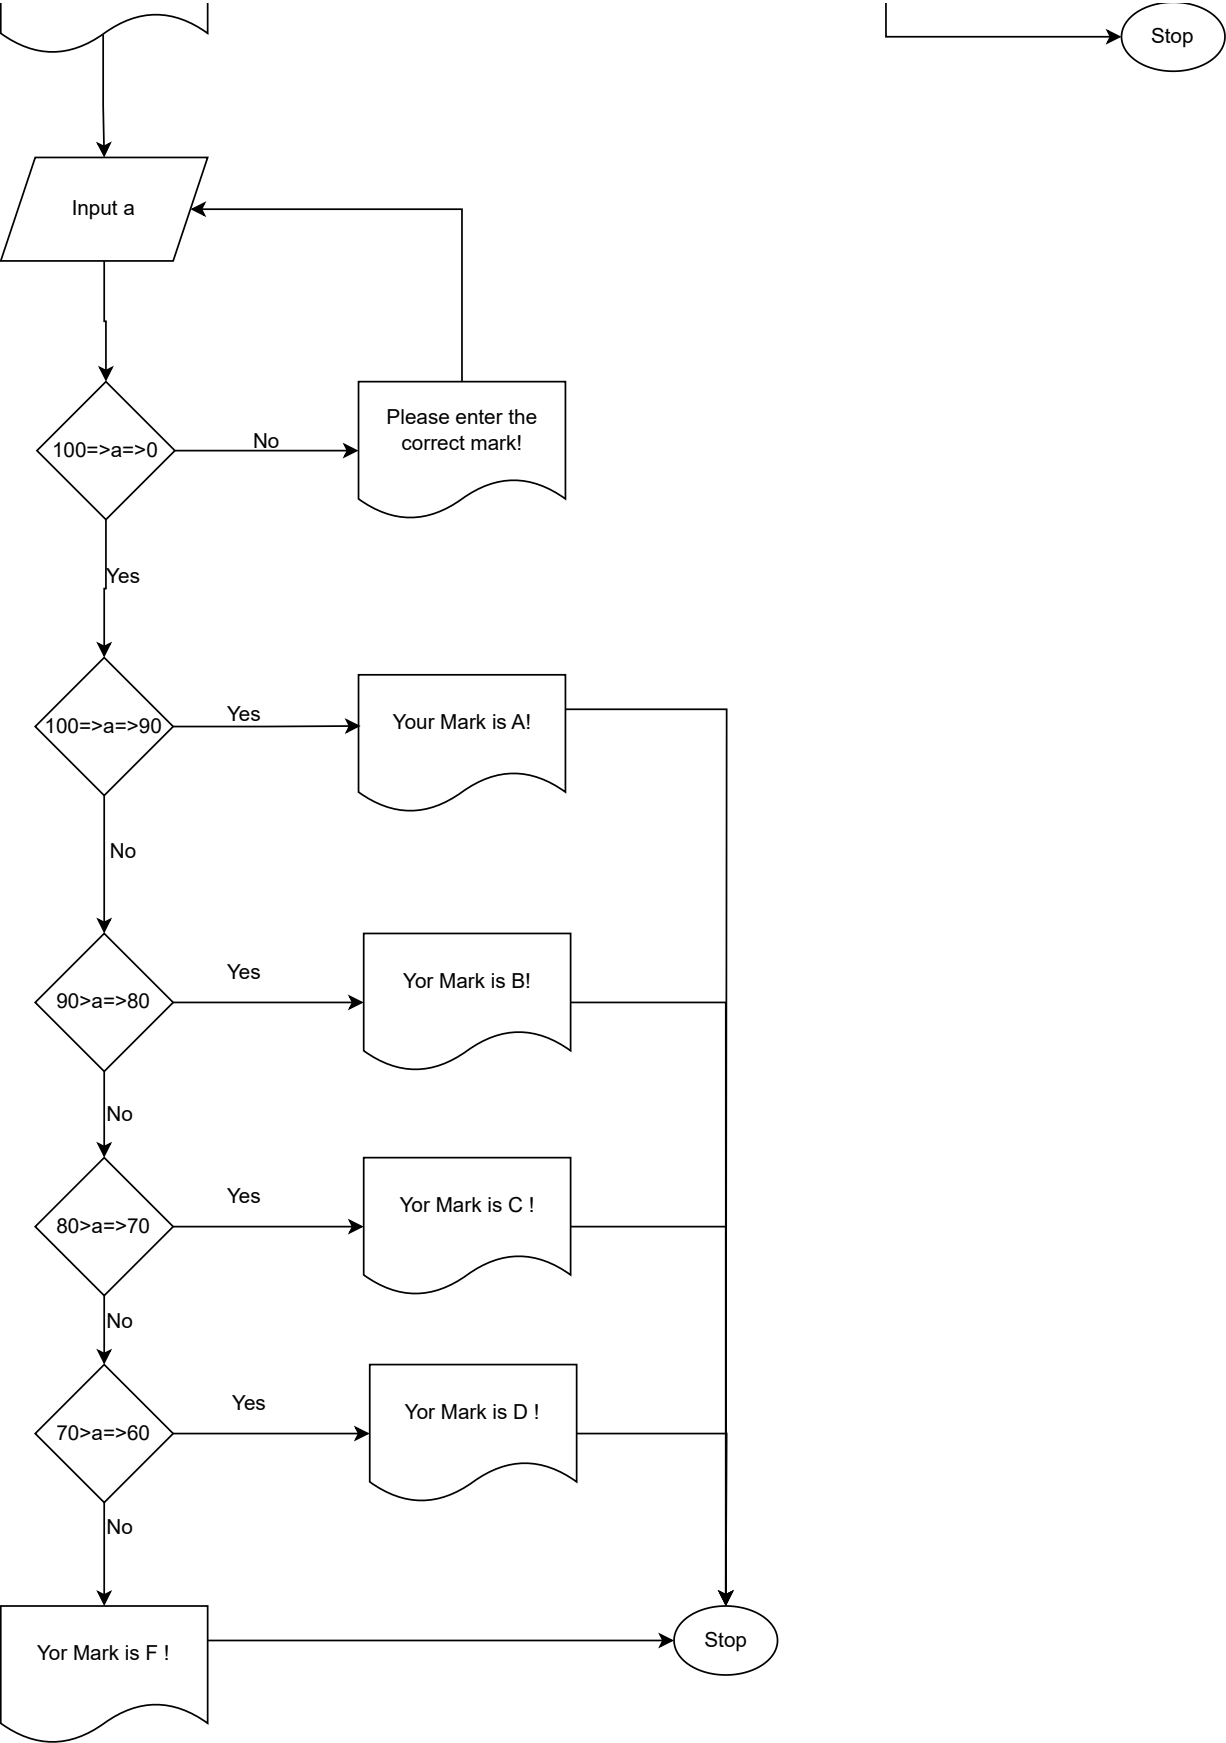 Stop
Input a
100=>a=>0
No
Please enter the
correct mark!
Yes
100=>a=>90
Yes
Your Mark is A!
No
90>a=>80
Yes
Yor Mark is B!
No
80>a=>70
Yes
Yor Mark is C !
No
70>a=>60
Yes
Yor Mark is D !
No
Yor Mark is F !
Stop